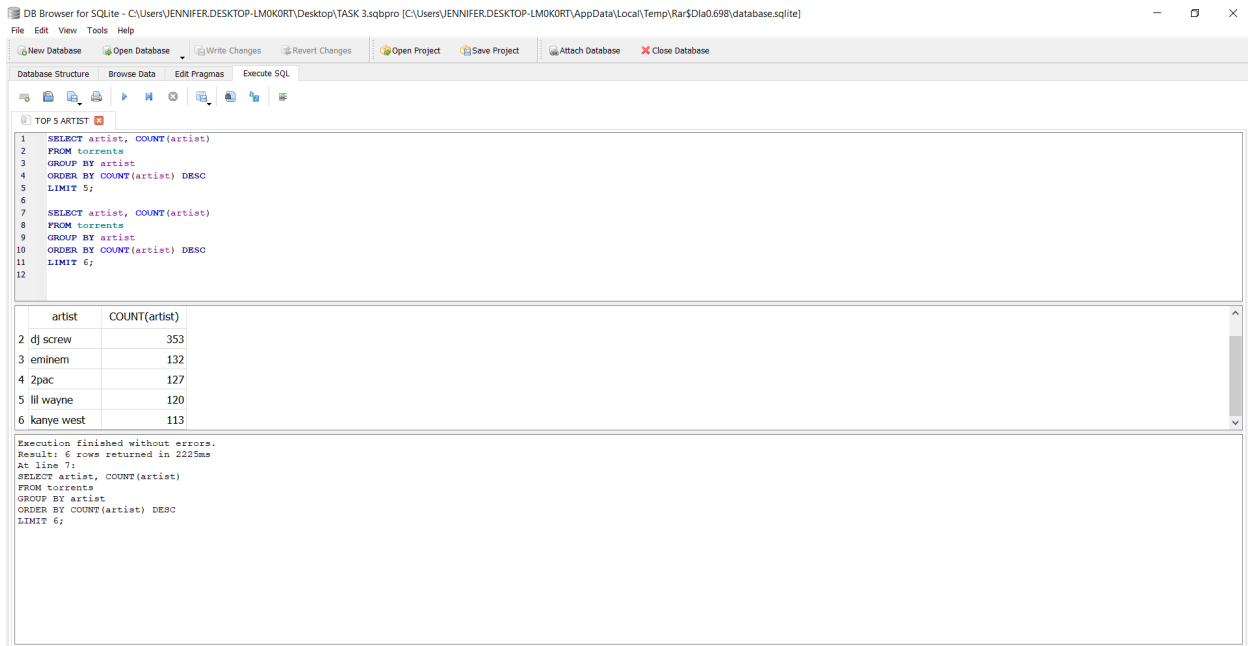 DB Browser for SQLite - C:\Users\JENNIFER.DESKTOP-LM0K0RT\Desktop\TASK 3.sqbpro [C:\Users\JENNIFER.DESKTOP-LM0K0RT\AppData\Local\Temp\Rar$DIa0.698\database.sqlite]
File Edit View Tools Help
New Database Open Database Write Changes Revert Changes Open Project Save Project Attach Database Close Database
Database Structure Browse Data Edit Pragmas Execute SQL
TOP 5 ARTIST
1 SELECT artist, COUNT(artist)
2 FROM torrents
3 GROUP BY artist
4 ORDER BY COUNT(artist) DESC
5 LIMIT 5;
6
7 SELECT artist, COUNT(artist)
8 FROM torrents
9 GROUP BY artist
10 ORDER BY COUNT(artist) DESC
11 LIMIT 6;
12
artist COUNT(artist)
2 dj screw 353
3 eminem 132
4 2pac 127
5 lil wayne 120
6 kanye west 113
Execution finished without errors.
Result: 6 rows returned in 2225ms
At line 7:
SELECT artist, COUNT(artist)
FROM torrents
GROUP BY artist
ORDER BY COUNT(artist) DESC
LIMIT 6;